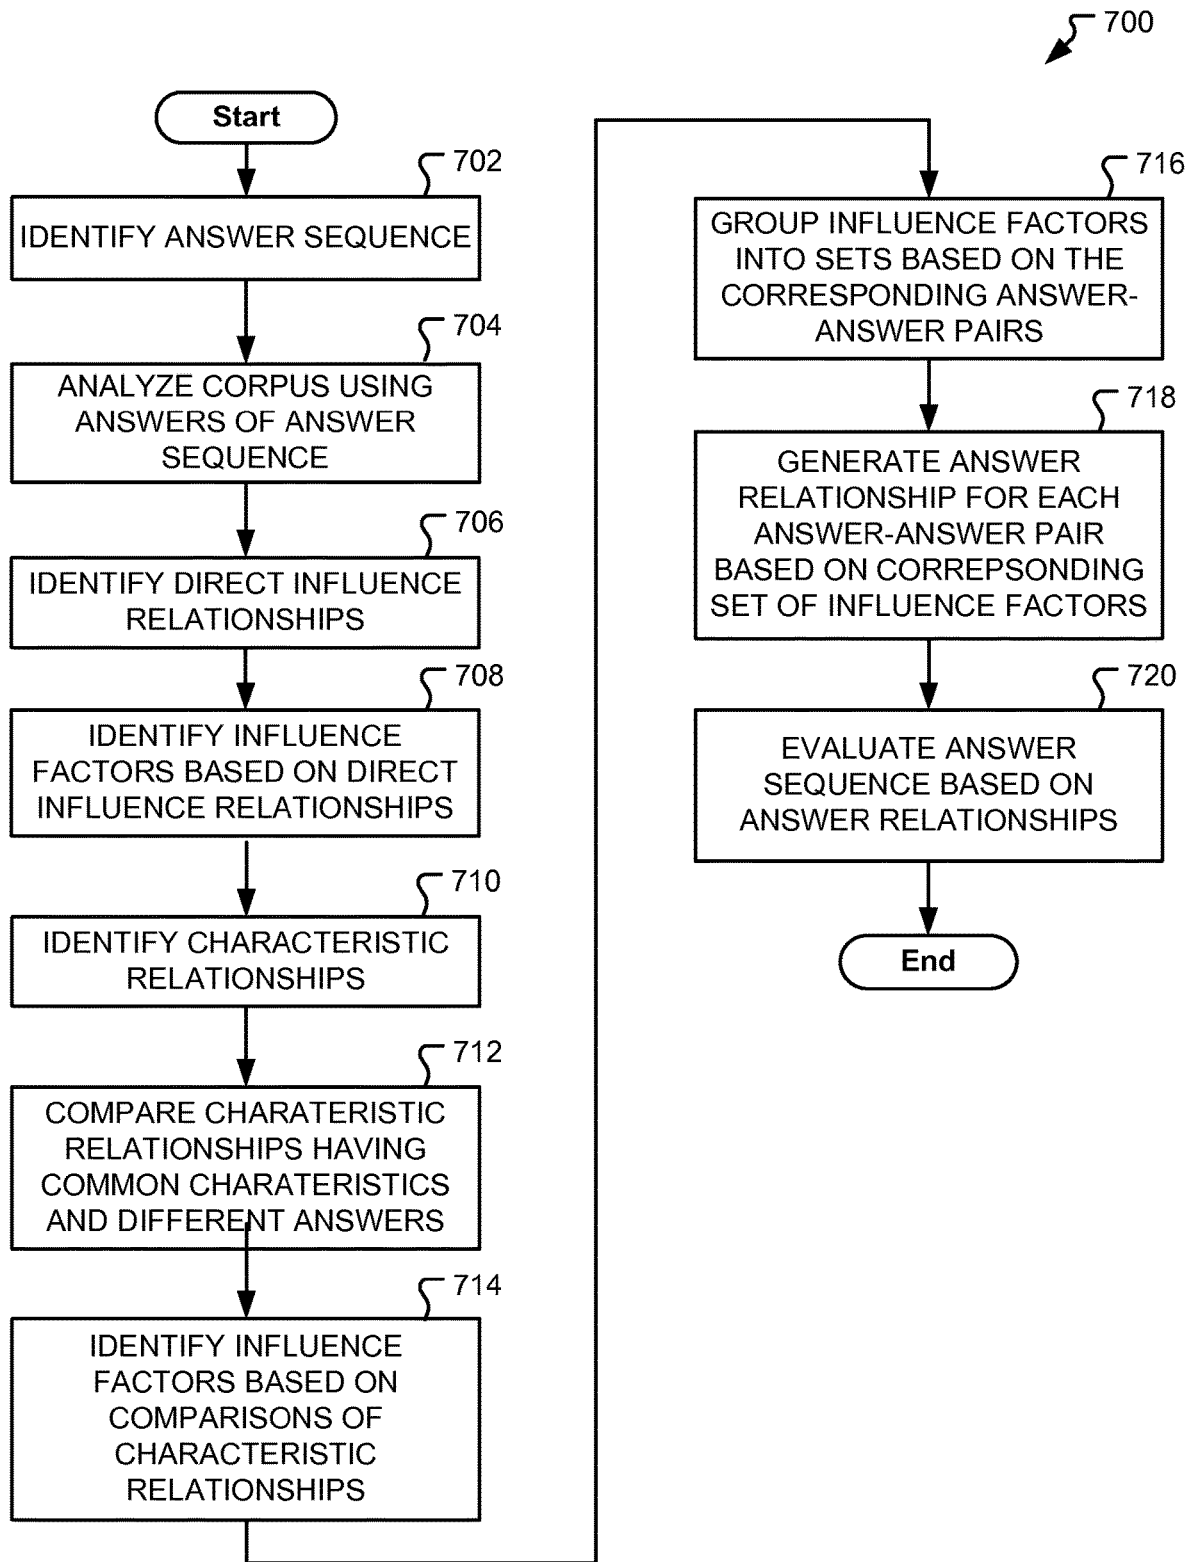 700
Start
702
IDENTIFY ANSWER SEQUENCE
704
ANALYZE CORPUS USING
ANSWERS OF ANSWER
SEQUENCE
706
IDENTIFY DIRECT INFLUENCE
RELATIONSHIPS
708
IDENTIFY INFLUENCE
FACTORS BASED ON DIRECT
INFLUENCE RELATIONSHIPS
710
IDENTIFY CHARACTERISTIC
RELATIONSHIPS
712
COMPARE CHARATERISTIC
RELATIONSHIPS HAVING
COMMON CHARATERISTICS
AND DIFFERENT ANSWERS
714
IDENTIFY INFLUENCE
FACTORS BASED ON
COMPARISONS OF
CHARACTERISTIC
RELATIONSHIPS
716
GROUP INFLUENCE FACTORS
INTO SETS BASED ON THE
CORRESPONDING ANSWER-
ANSWER PAIRS
718
GENERATE ANSWER
RELATIONSHIP FOR EACH
ANSWER-ANSWER PAIR
BASED ON CORREPSONDING
SET OF INFLUENCE FACTORS
720
EVALUATE ANSWER
SEQUENCE BASED ON
ANSWER RELATIONSHIPS
End